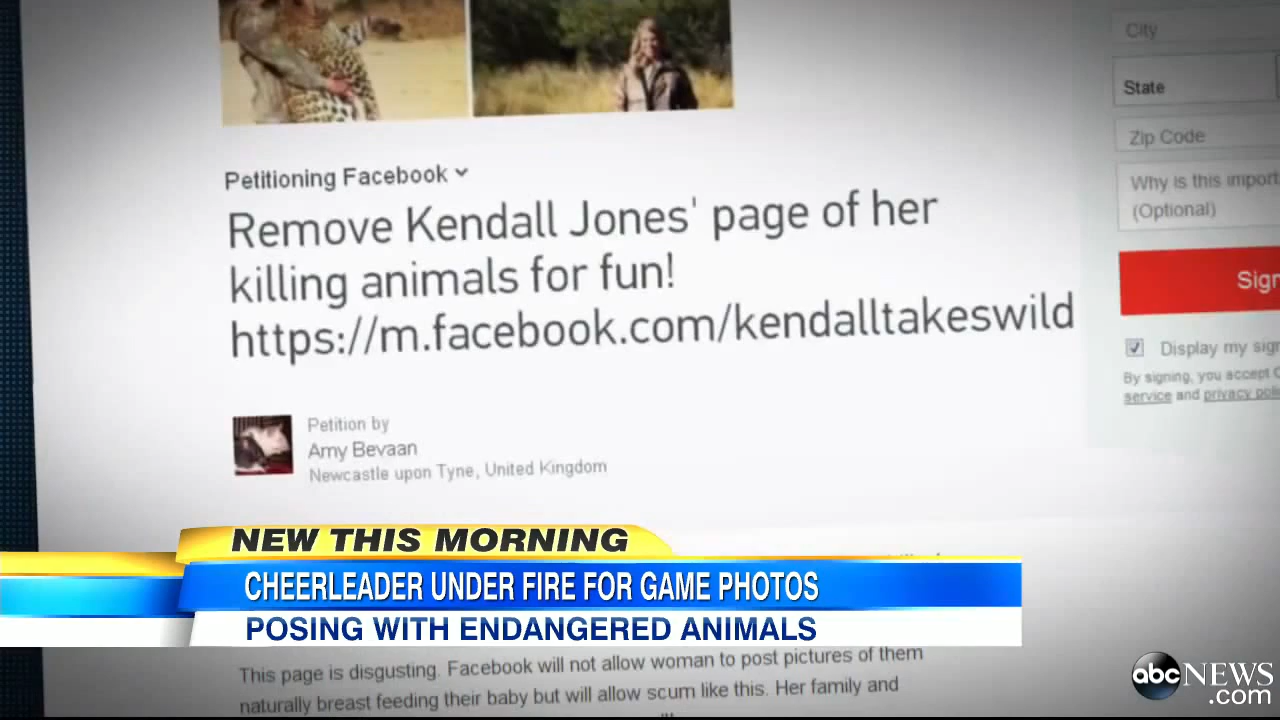 Petitioning Facebook
Remove Kendall Jones' page of her
killing animals for fun!
https://m.facebook.com/kendalltakeswild
Petition by
Amy Bevaan
Newcastle upon Tyne, United Kingdom
City
State
Zip Code
Why is this import
(Optional)
Sign
Display my sign
By signing, you accept
service and privacy poli
NEW THIS MORNING
CHEERLEADER UNDER FIRE FOR GAME PHOTOS
POSING WITH ENDANGERED ANIMALS
This page is disgusting. Facebook will not allow woman to post pictures of them
naturally breast feeding their baby but will allow scum like this. Her family and
abc NEWS
.com